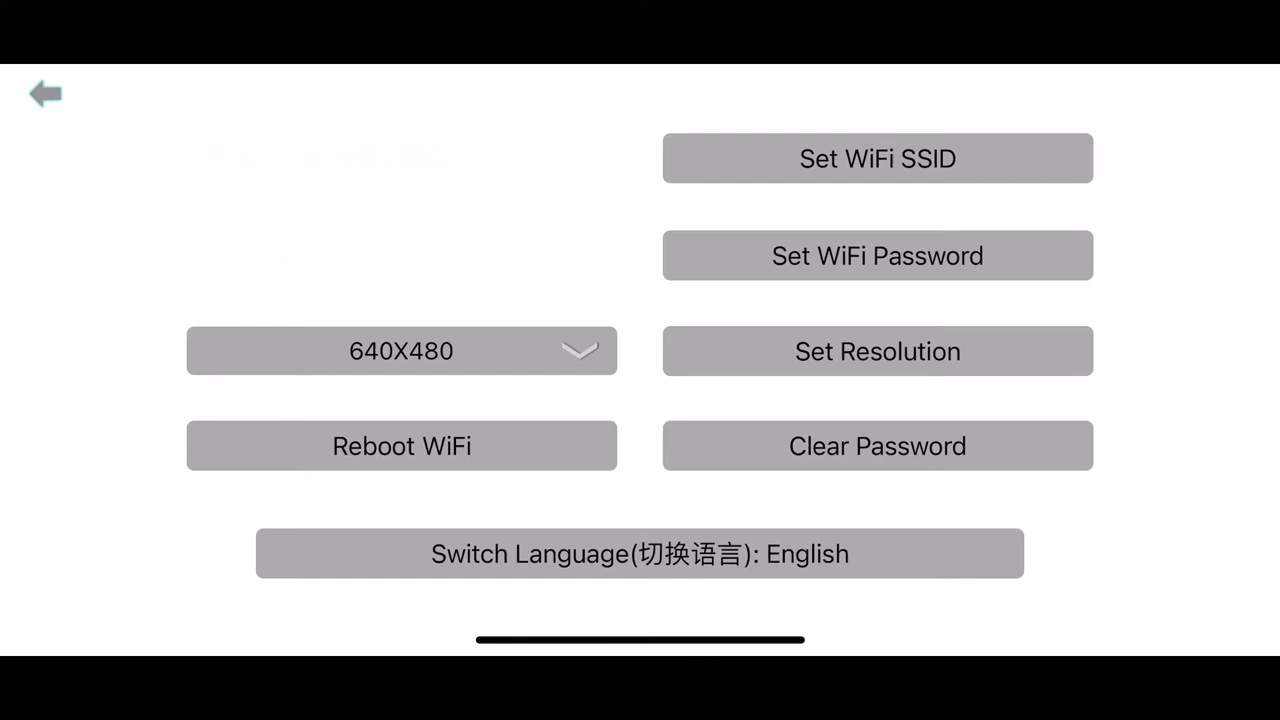 Set WiFi SSID
Set WiFi Password
640X480
Set Resolution
Reboot WiFi
Clear Password
Switch Language(切换语言): English